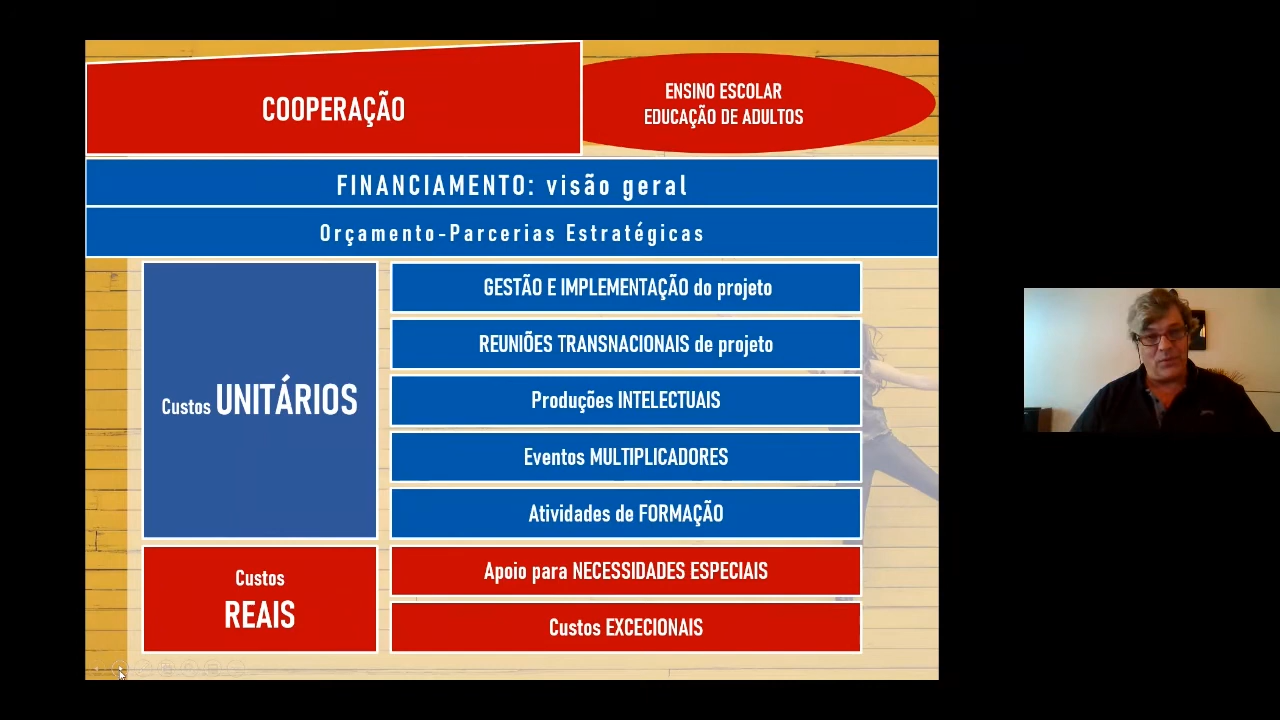 COOPERAÇÃO
ENSINO ESCOLAR
EDUCAÇÃO DE ADULTOS
FINANCIAMENTO: visão geral
Orçamento-Parcerias Estratégicas
Custos UNITÁRIOS
GESTÃO E IMPLEMENTAÇÃO do projeto
REUNIÕES TRANSNACIONAIS de projeto
Produções INTELECTUAIS
Eventos MULTIPLICADORES
Atividades de FORMAÇÃO
Custos
REAIS
Apoio para NECESSIDADES ESPECIAIS
Custos EXCECIONAIS